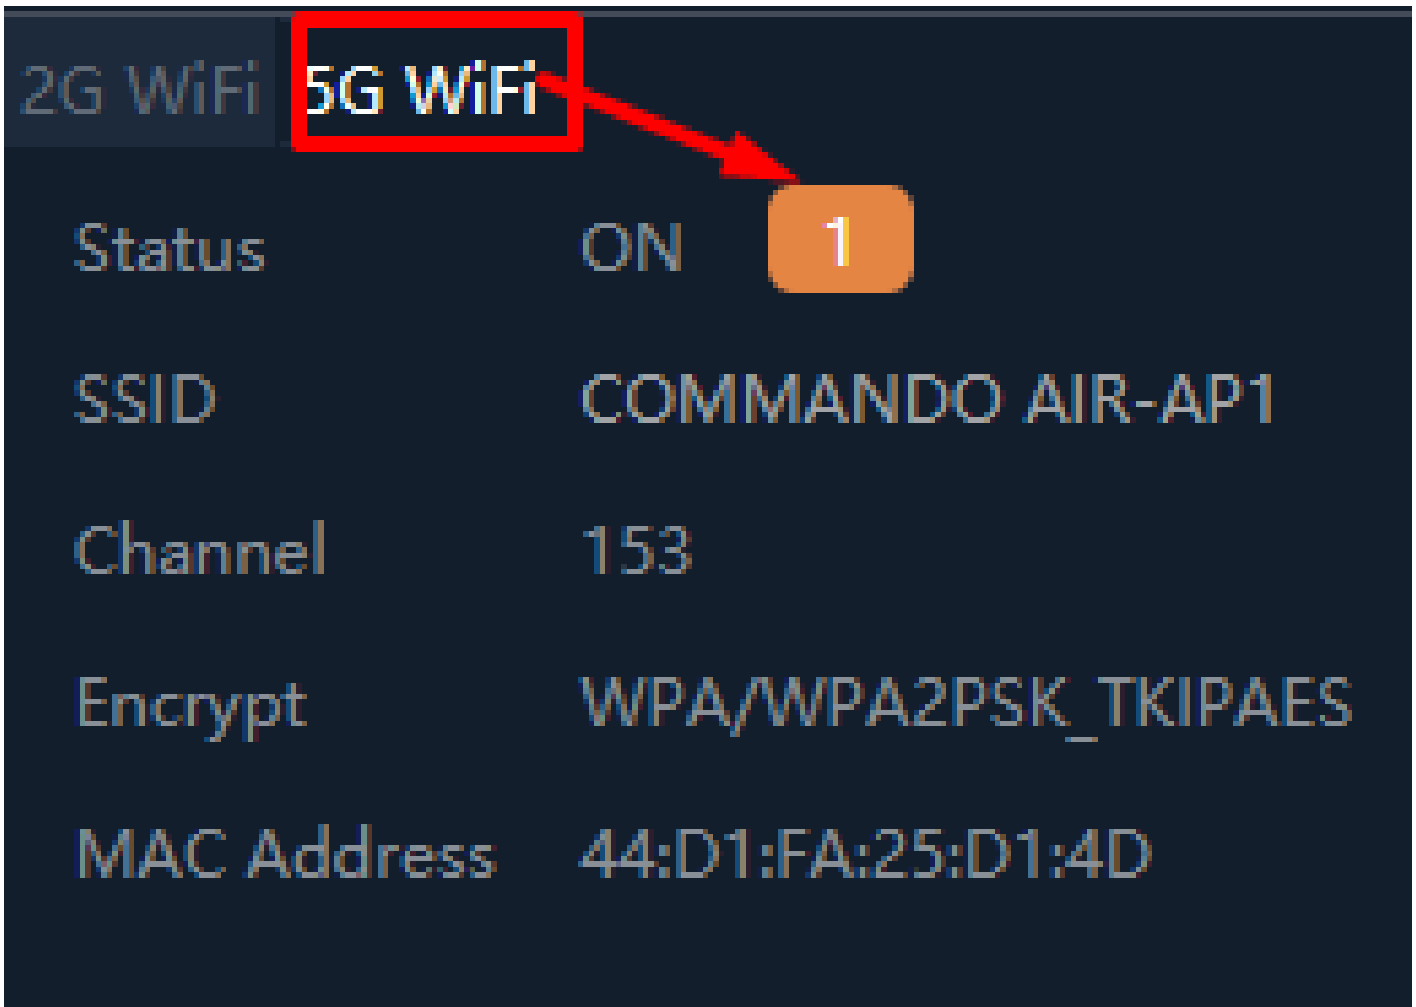 2G WiFi 5G WiFi
Status ON 1
SSID COMMANDO AIR-AP1
Channel 153
Encrypt WPA/WPA2PSK_TKIPAES
MAC Address 44:D1:FA:25:D1:4D